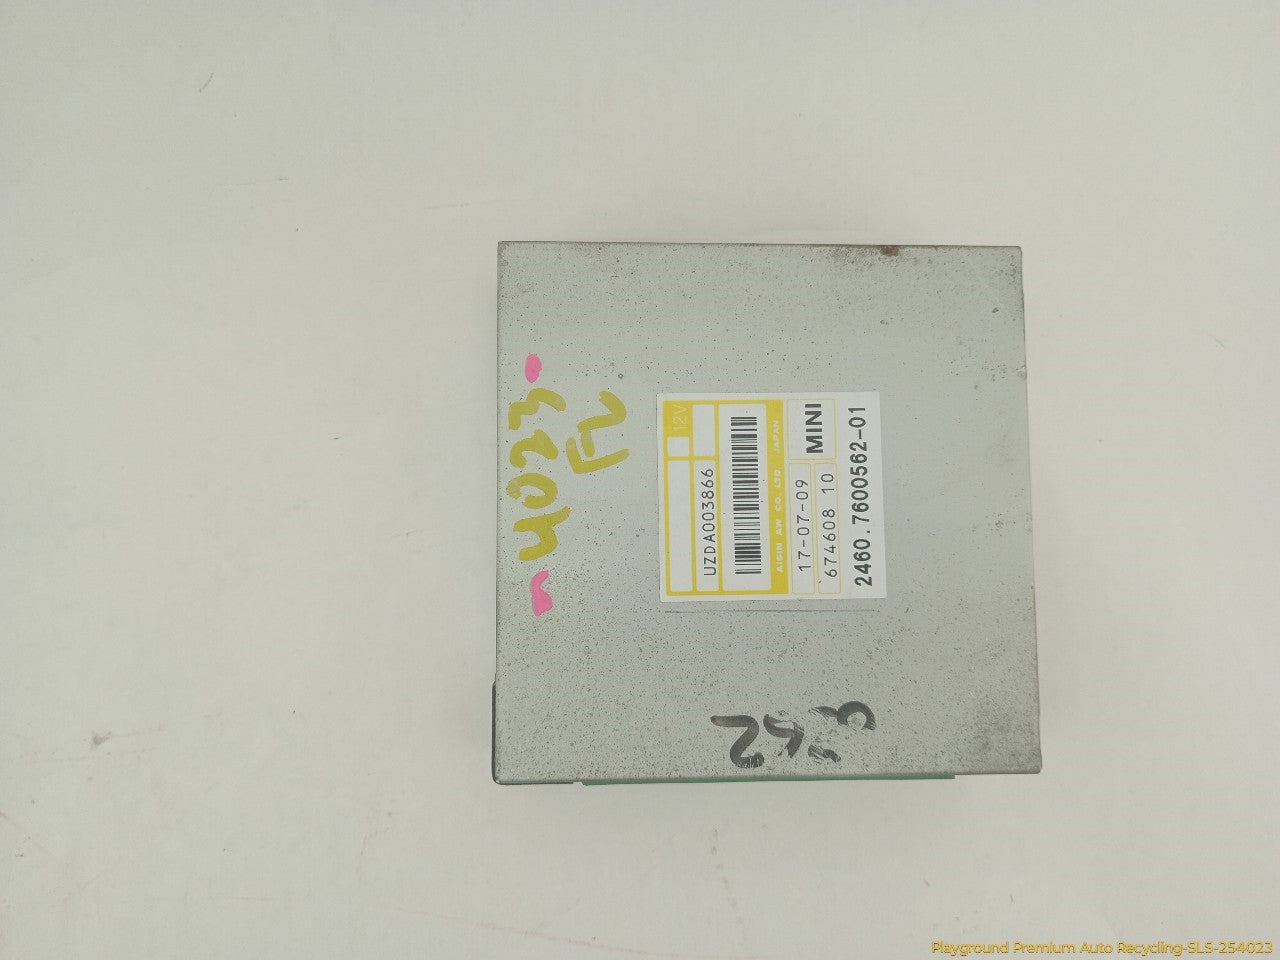 4023
FL
12V
UZDA003866
AISIN AW CO., LTD. JAPAN
17-07-09
MINI
674608 10
2460.7600562-01
Playground Premium Auto Recycling-SLS-254023